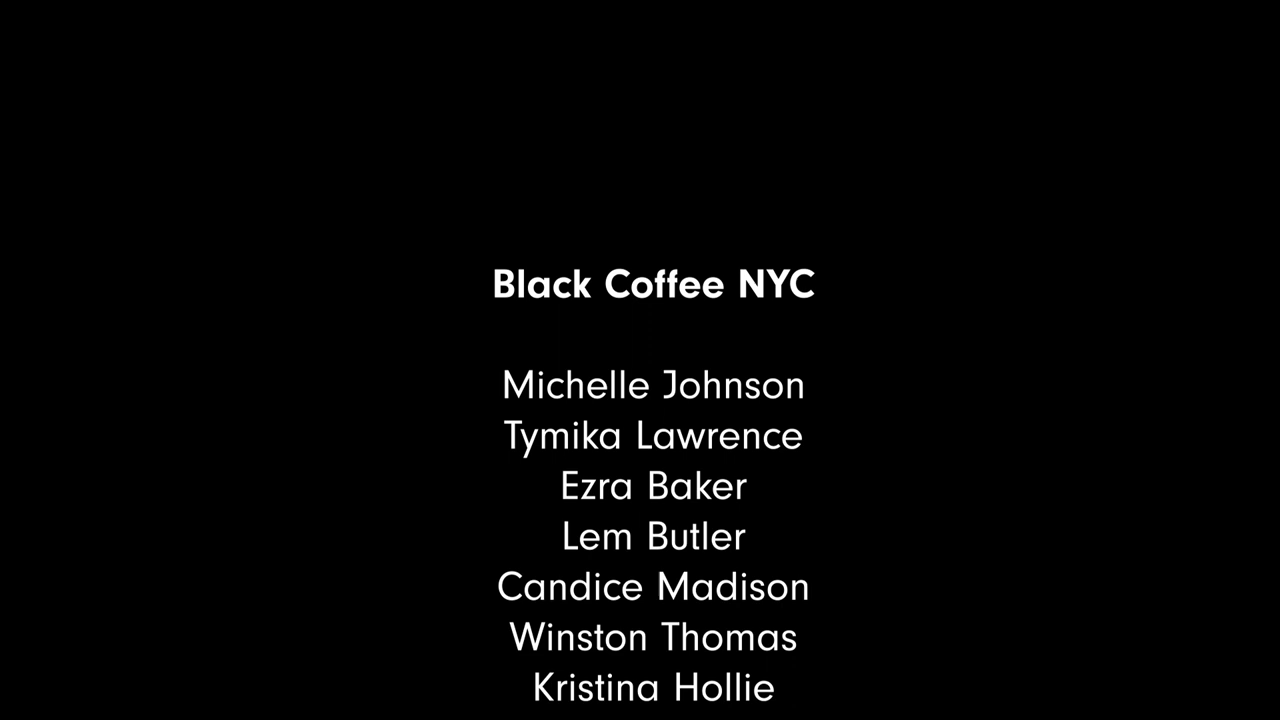 Black Coffee NYC
Michelle Johnson
Tymika Lawrence
Ezra Baker
Lem Butler
Candice Madison
Winston Thomas
Kristina Hollie